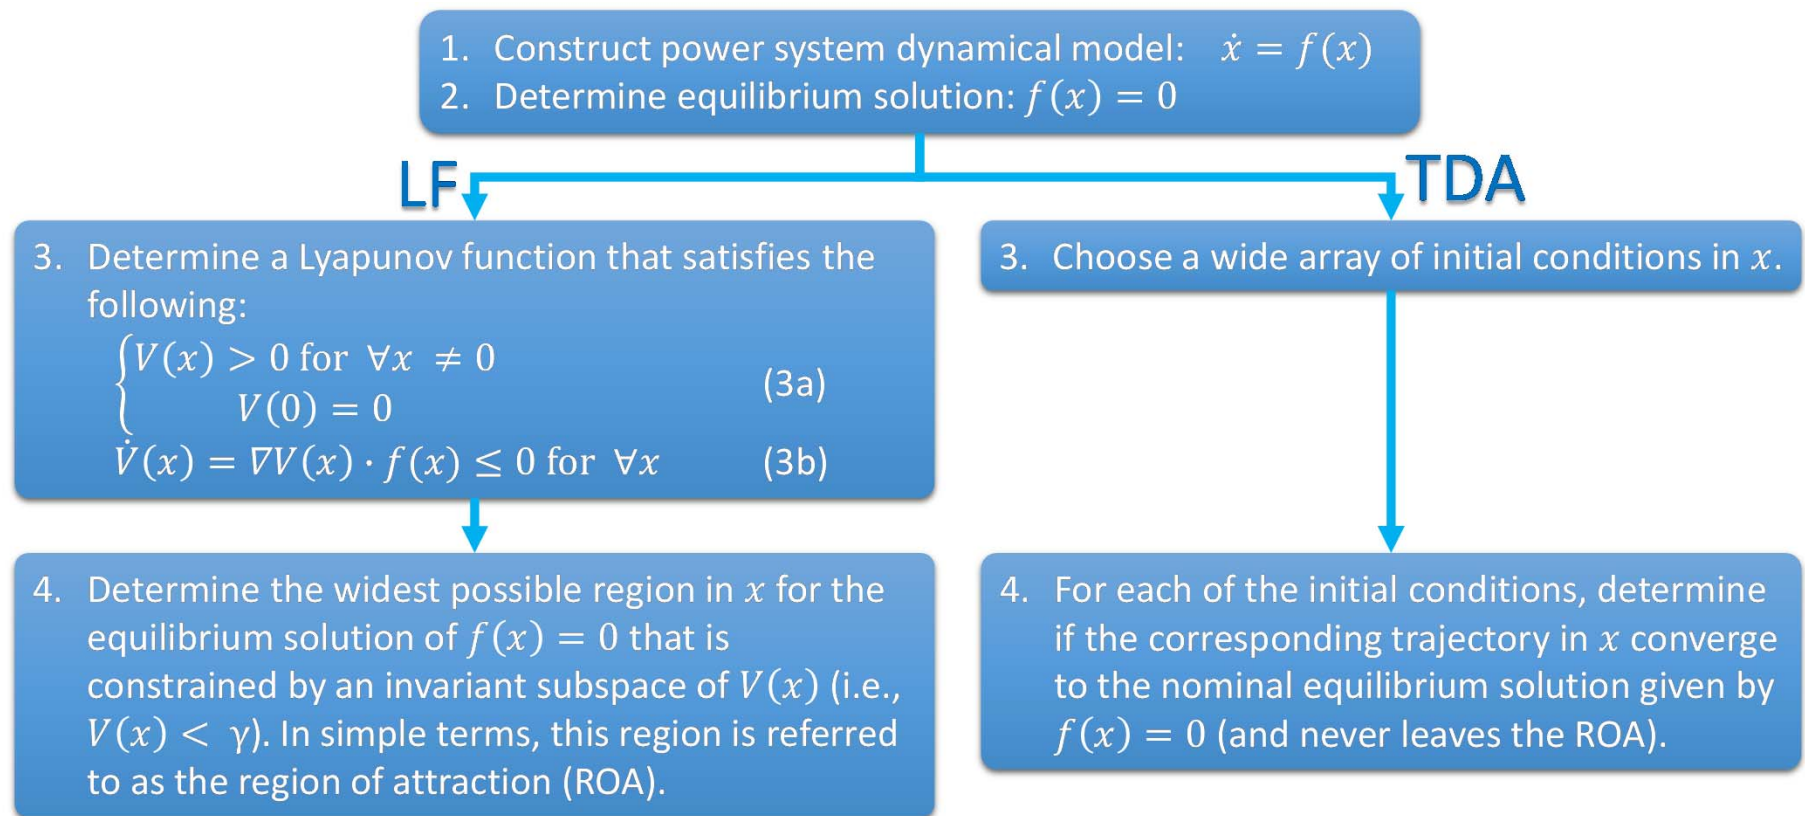 1. Construct power system dynamical model: ẋ = f(x)
2. Determine equilibrium solution: f(x) = 0
LF
TDA
3. Determine a Lyapunov function that satisfies the
following:
{V(x) > 0 for ∀x ≠ 0
V(0) = 0
(3a)
V̇(x) = ∇V(x) · f(x) ≤ 0 for ∀x (3b)
4. Determine the widest possible region in x for the
equilibrium solution of f(x) = 0 that is
constrained by an invariant subspace of V(x) (i.e.,
V(x) < γ). In simple terms, this region is referred
to as the region of attraction (ROA).
3. Choose a wide array of initial conditions in x.
4. For each of the initial conditions, determine
if the corresponding trajectory in x converge
to the nominal equilibrium solution given by
f(x) = 0 (and never leaves the ROA).